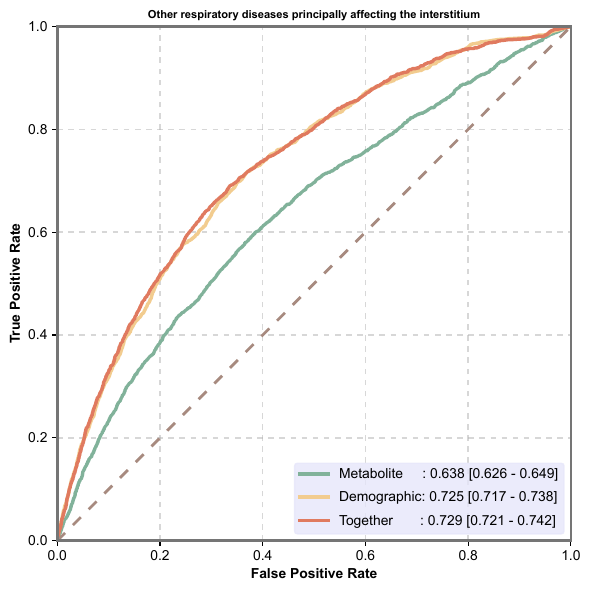 Other respiratory diseases principally affecting the interstitium
1.0
0.8
0.6
0.4
0.2
0.0
True Positive Rate
Metabolite : 0.638 [0.626 - 0.649]
Demographic: 0.725 [0.717 - 0.738]
Together : 0.729 [0.721 - 0.742]
0.0 0.2 0.4 0.6 0.8 1.0
False Positive Rate